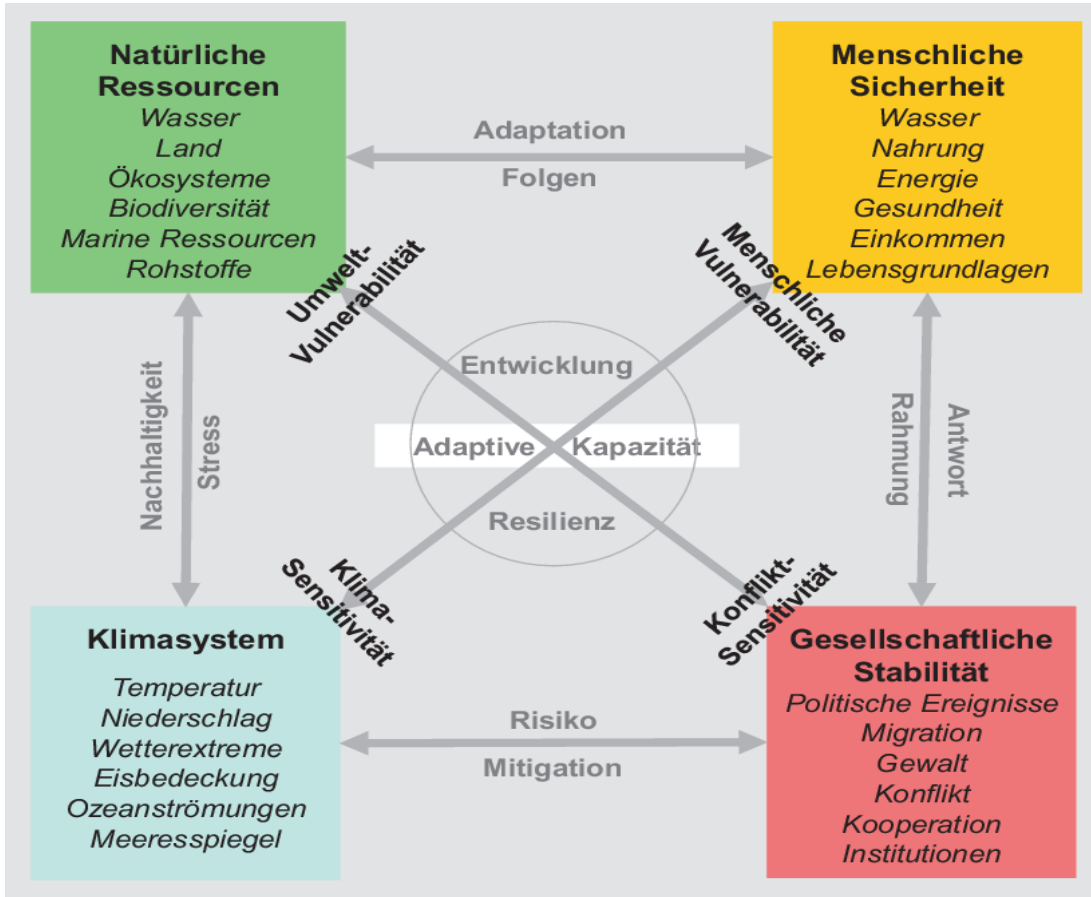 Natürliche
Ressourcen
Wasser
Land
Ökosysteme
Biodiversität
Marine Ressourcen
Rohstoffe
Adaptation
Folgen
Menschliche
Sicherheit
Wasser
Nahrung
Energie
Gesundheit
Einkommen
Lebensgrundlagen
Umwelt-
Vulnerabilität
Menschliche
Vulnerabilität
Nachhaltigkeit
Stress
Entwicklung
Adaptive Kapazität
Resilienz
Rahmung
Antwort
Klima-
Sensitivität
Konflikt-
Sensitivität
Klimasystem
Temperatur
Niederschlag
Wetterextreme
Eisbedeckung
Ozeanströmungen
Meeresspiegel
Risiko
Mitigation
Gesellschaftliche
Stabilität
Politische Ereignisse
Migration
Gewalt
Konflikt
Kooperation
Institutionen